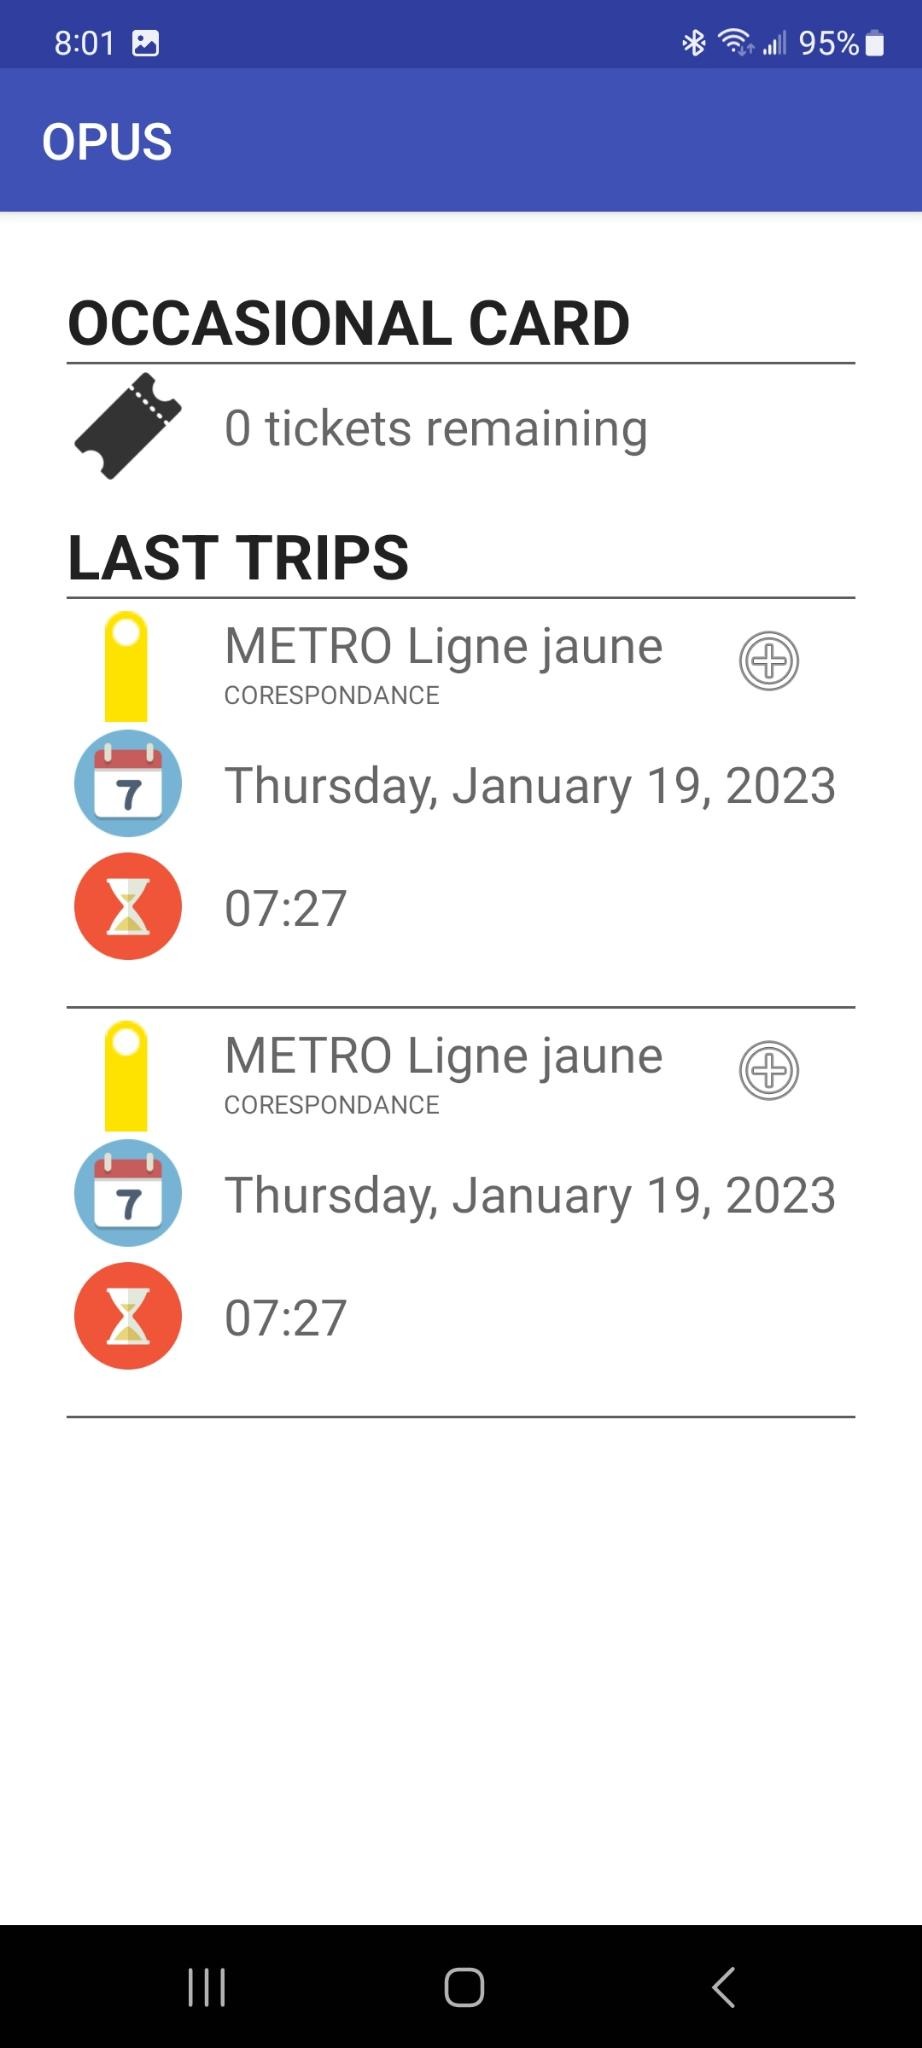 8:01 95%
OPUS
OCCASIONAL CARD
0 tickets remaining
LAST TRIPS
METRO Ligne jaune
CORESPONDANCE
7
Thursday, January 19, 2023
07:27
METRO Ligne jaune
CORESPONDANCE
7
Thursday, January 19, 2023
07:27